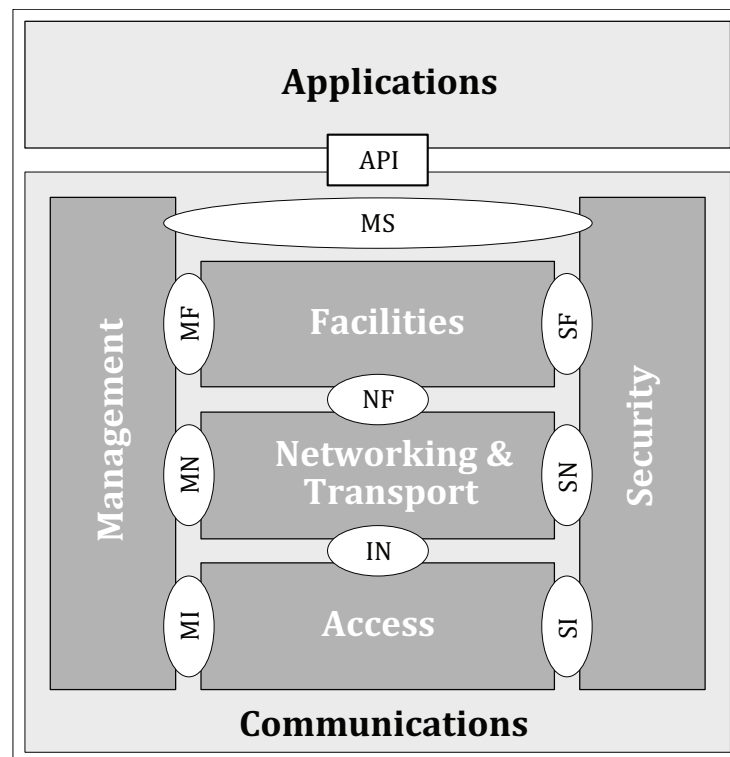 Applications
API
MS
Management
MF
Facilities
SF
Security
NF
MN
Networking &
Transport
SN
IN
MI
Access
SI
Communications